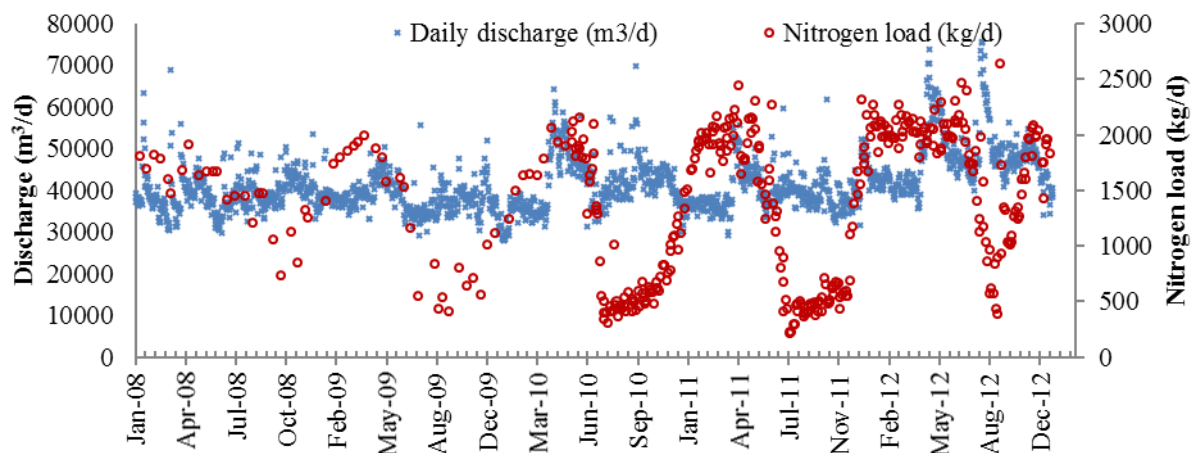 Daily discharge (m3/d) Nitrogen load (kg/d)
Discharge (m³/d)
80000
70000
60000
50000
40000
30000
20000
10000
0
3000
2500
2000
1500
1000
500
0
Nitrogen load (kg/d)
Jan-08
Apr-08
Jul-08
Oct-08
Feb-09
May-09
Aug-09
Dec-09
Mar-10
Jun-10
Sep-10
Jan-11
Apr-11
Jul-11
Nov-11
Feb-12
May-12
Aug-12
Dec-12